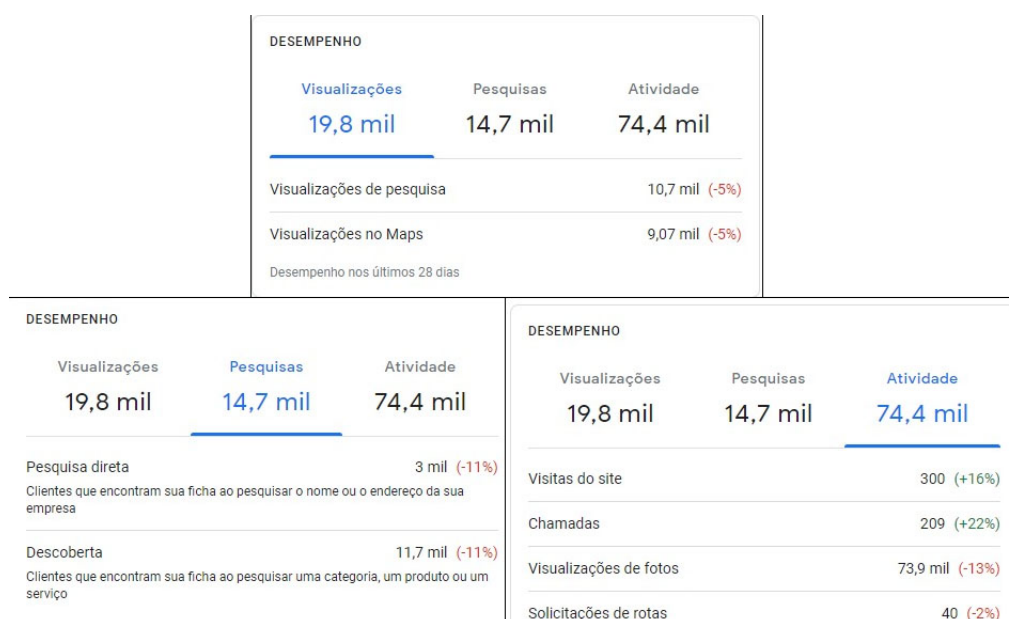 DESEMPENHO
Visualizações Pesquisas Atividade
19,8 mil 14,7 mil 74,4 mil
Visualizações de pesquisa 10,7 mil (-5%)
Visualizações no Maps 9,07 mil (-5%)
Desempenho nos últimos 28 dias
DESEMPENHO
Visualizações Pesquisas Atividade
19,8 mil 14,7 mil 74,4 mil
Pesquisa direta 3 mil (-11%)
Clientes que encontram sua ficha ao pesquisar o nome ou o endereço da sua
empresa
Descoberta 11,7 mil (-11%)
Clientes que encontram sua ficha ao pesquisar uma categoria, um produto ou um
serviço
DESEMPENHO
Visualizações Pesquisas Atividade
19,8 mil 14,7 mil 74,4 mil
Visitas do site 300 (+16%)
Chamadas 209 (+22%)
Visualizações de fotos 73,9 mil (-13%)
Solicitações de rotas 40 (-2%)